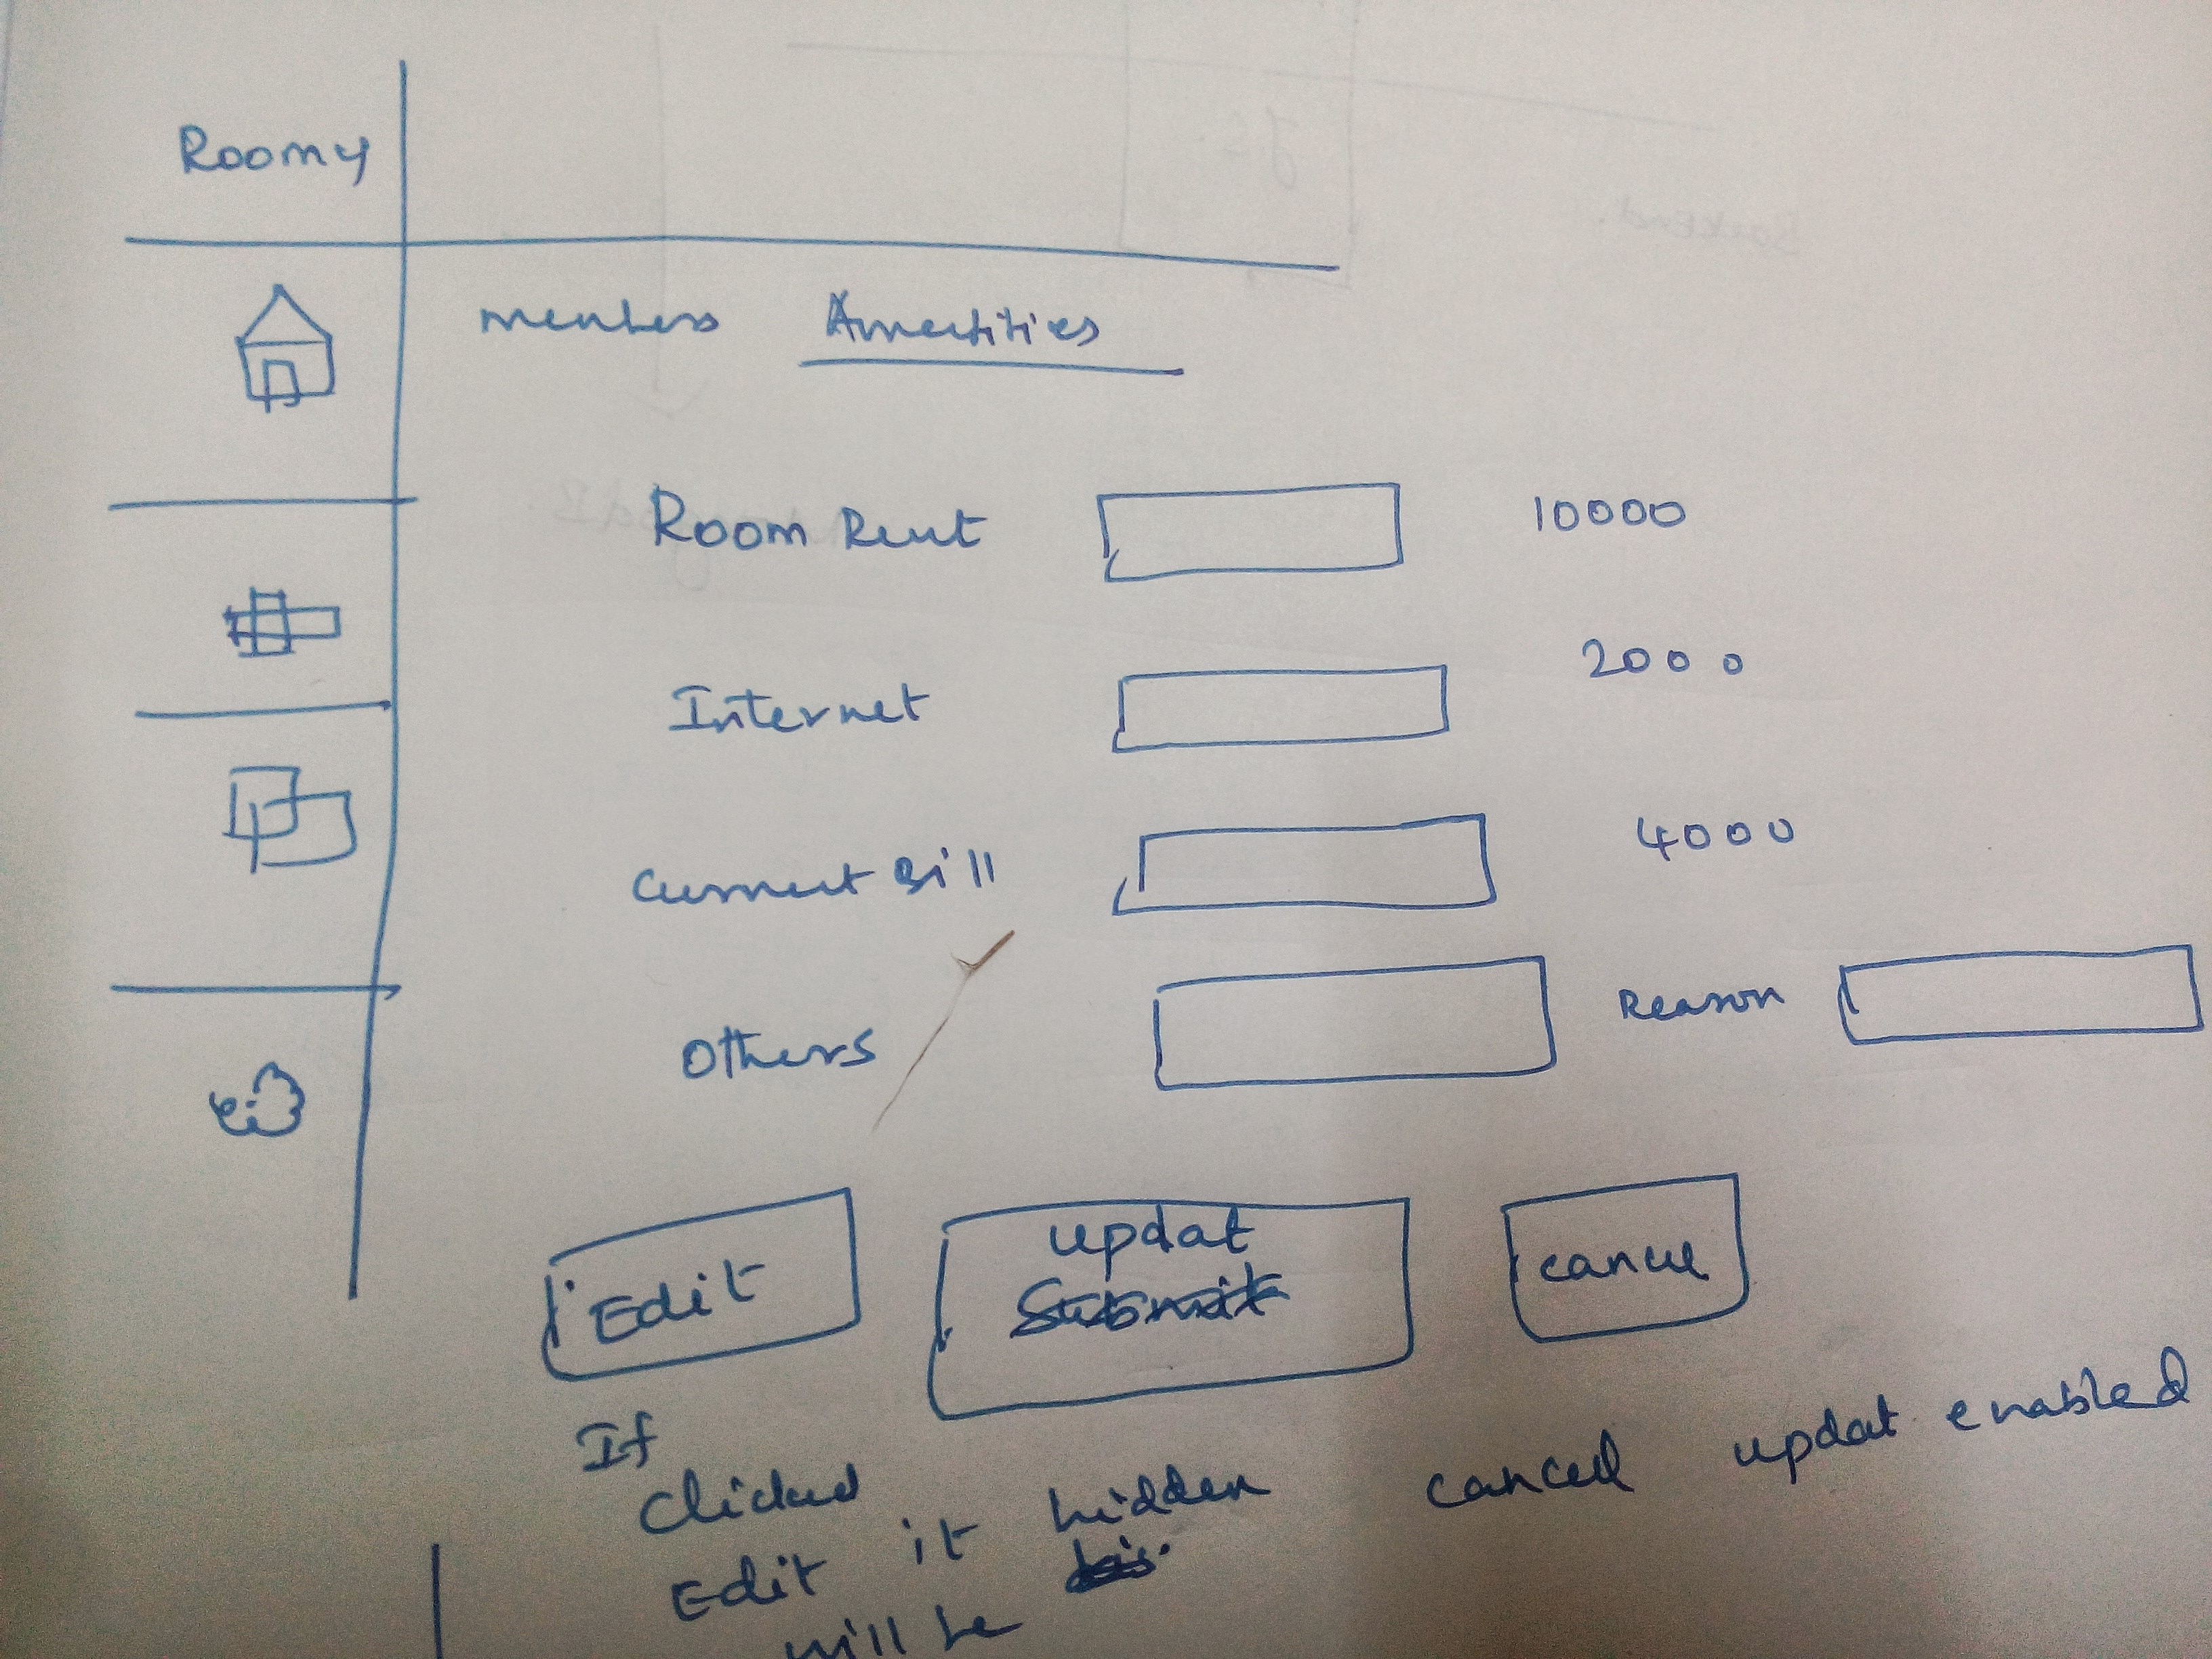 Roomy
members Amenities
Room Rent 10000
Internet 2000
Current Bill 4000
Others Reason
Edit
updat
Submit
cancel
If
Clicked
Edit it hidden
will be
cancel updat enabled
Backend.